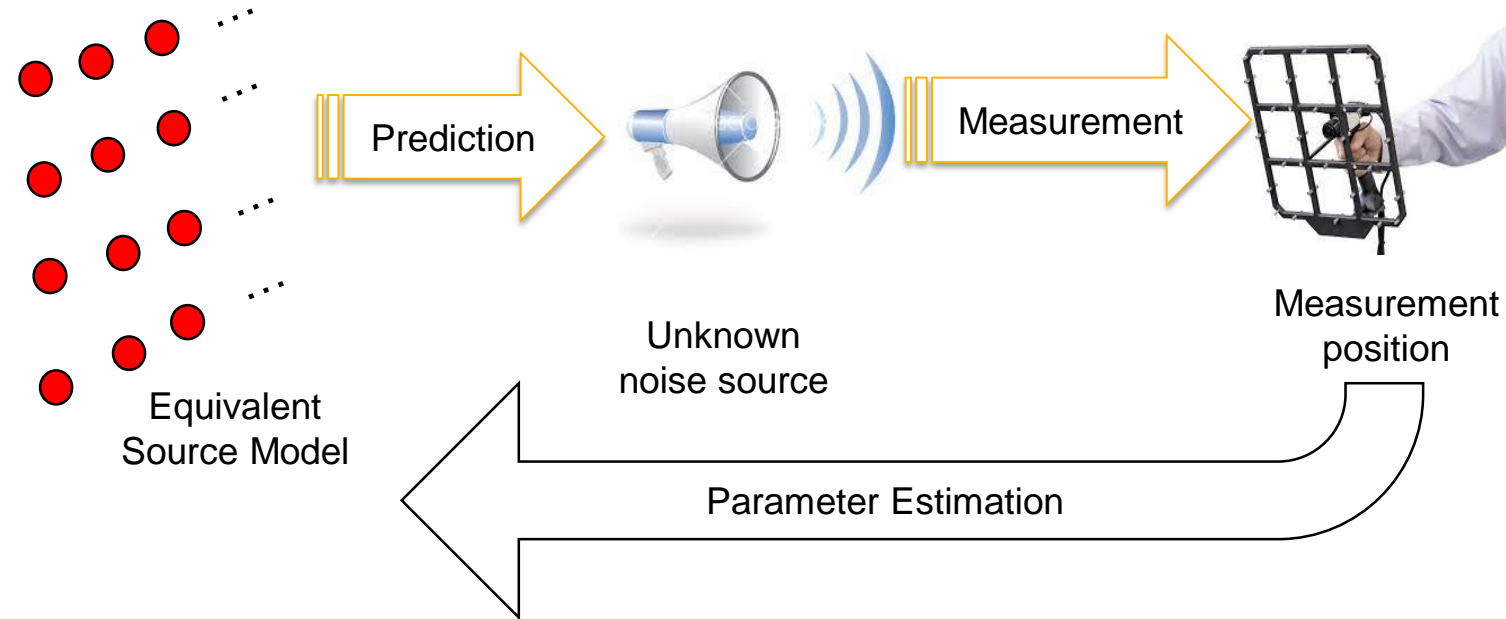 Prediction
Measurement
Unknown
noise source
Measurement
position
Equivalent
Source Model
Parameter Estimation